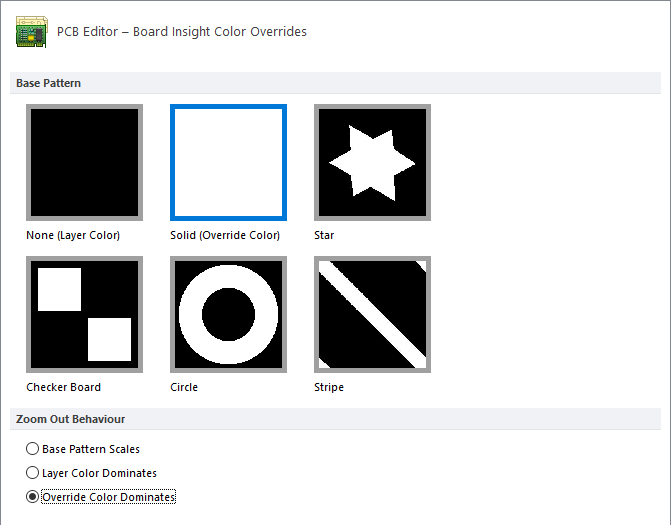 PCB Editor – Board Insight Color Overrides
Base Pattern
None (Layer Color)
Solid (Override Color)
Star
Checker Board
Circle
Stripe
Zoom Out Behaviour
Base Pattern Scales
Layer Color Dominates
Override Color Dominates